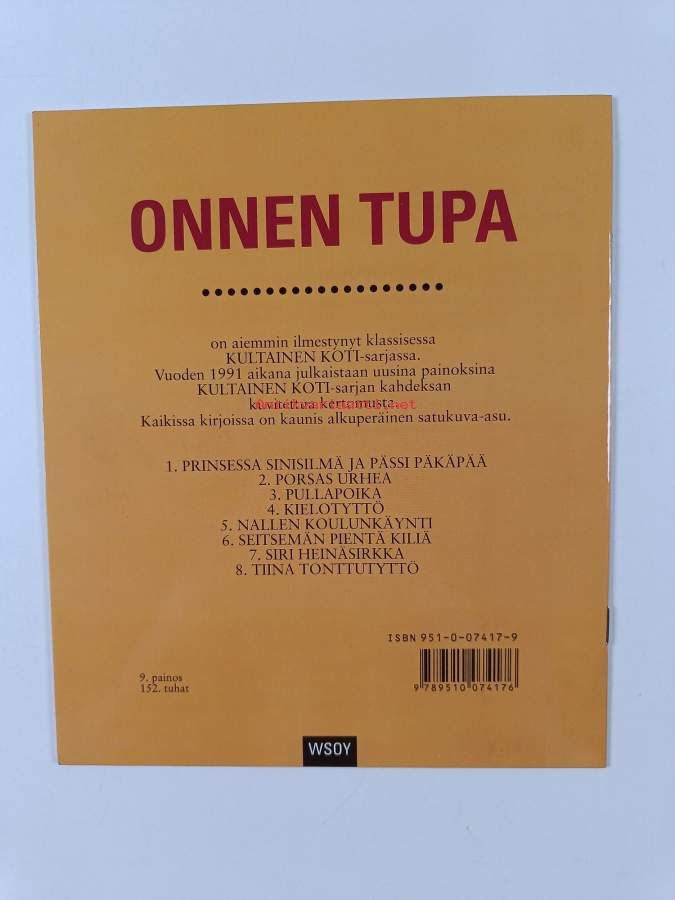 ONNEN TUPA
on aiemmin ilmestynyt klassisessa
KULTAINEN KOTI-sarjassa.
Vuoden 1991 aikana julkaistaan uusina painoksina
KULTAINEN KOTI-sarjan kahdeksan
kuvitettua kertomusta.
Kaikissa kirjoissa on kaunis alkuperäinen satukuva-asu.
1. PRINSESSA SINISILMÄ JA PÄSSI PÄKÄPÄÄ
2. PORSAS URHEA
3. PULLAPOIKA
4. KIELOTYTTÖ
5. NALLEN KOULUNKÄYNTI
6. SEITSEMÄN PIENTÄ KILIÄ
7. SIRI HEINÄSIRKKA
8. TIINA TONTTUTYTTÖ
ISBN 951-0-07417-9
9 789510 074176
9. painos
152. tuhat
WSOY